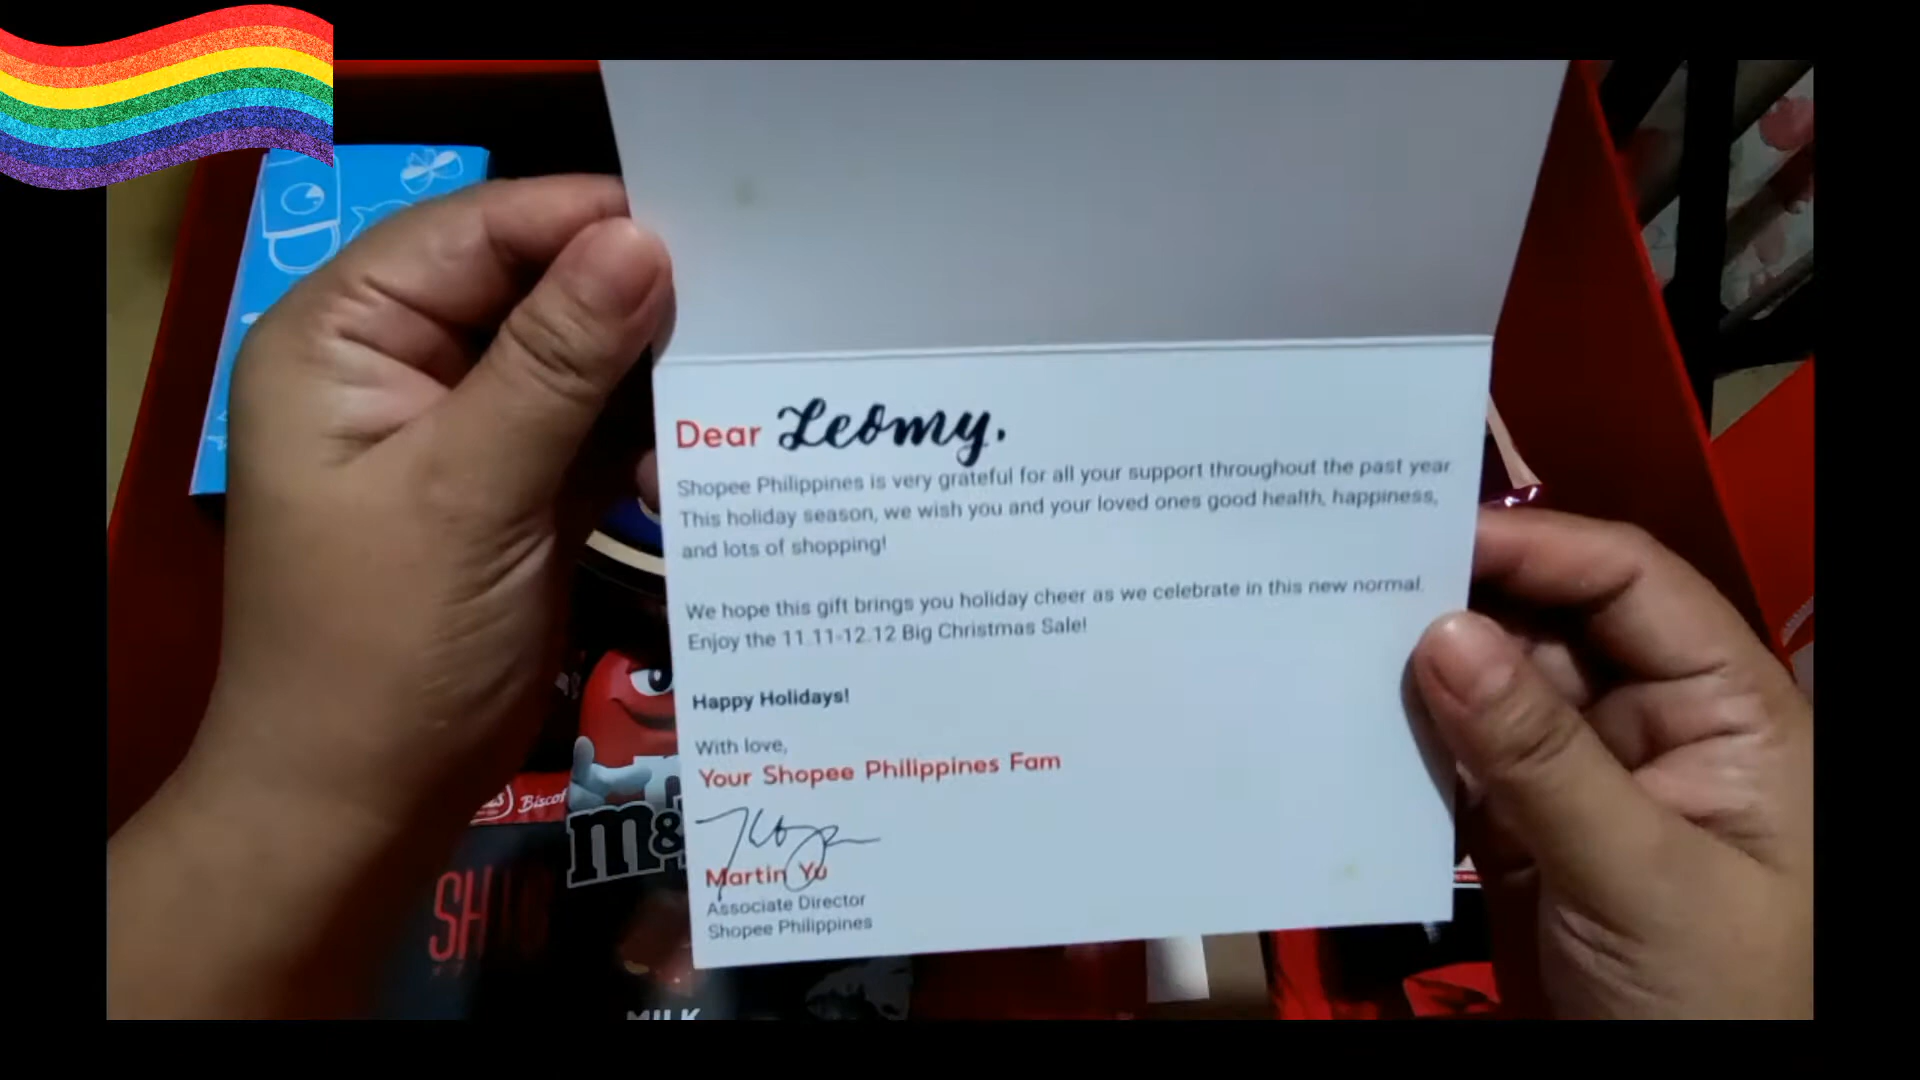 Dear Leomy,
Shopee Philippines is very grateful for all your support throughout the past year
This holiday season, we wish you and your loved ones good health, happiness,
and lots of shopping!
We hope this gift brings you holiday cheer as we celebrate in this new normal.
Enjoy the 11.11-12.12 Big Christmas Sale!
Happy Holidays!
With love,
Your Shopee Philippines Fam
Martin Yu
Associate Director
Shopee Philippines
Biscof
m&
MILK